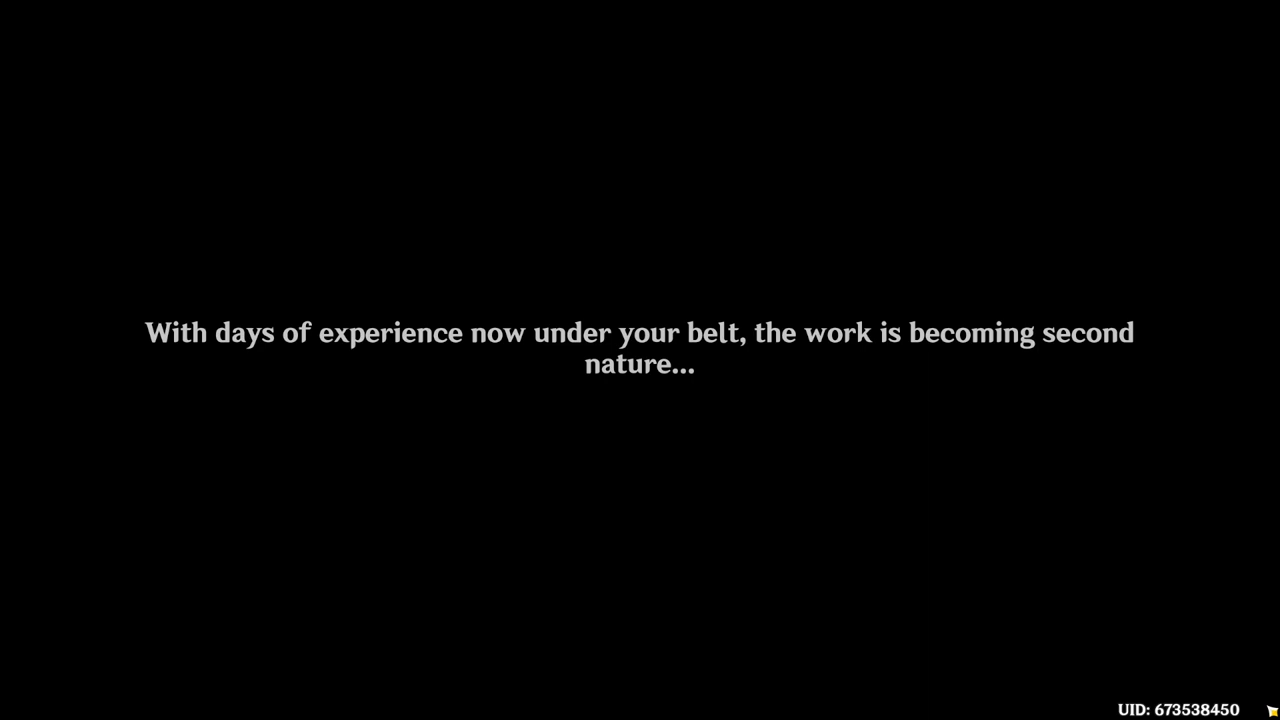 With days of experience now under your belt, the work is becoming second
nature...
UID: 673538450